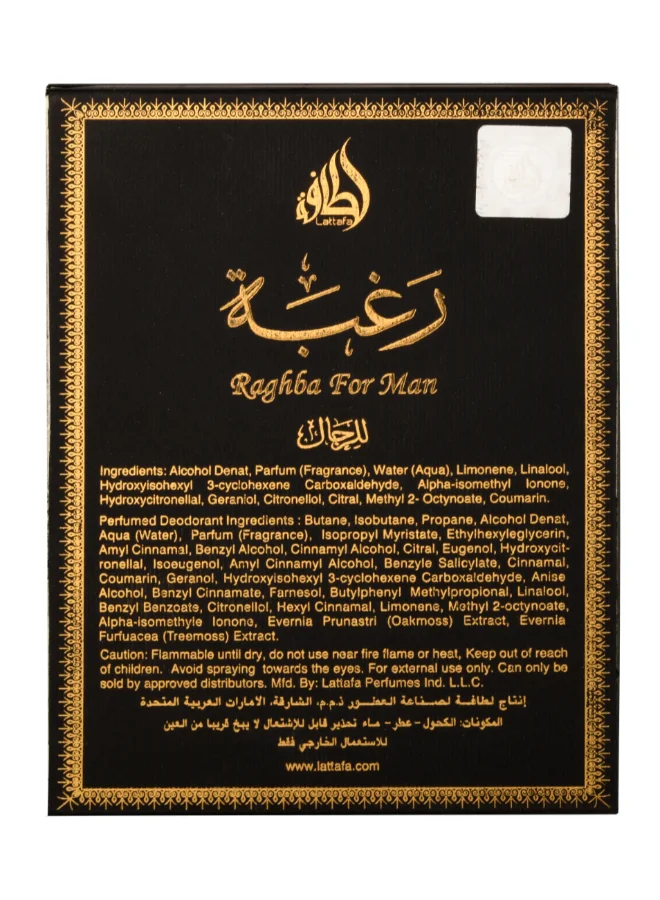 لطافة
Lattafa
رغبة
Raghba For Man
للرجال
Ingredients: Alcohol Denat, Parfum (Fragrance), Water (Aqua), Limonene, Linalool,
Hydroxyisohexyl 3-cyclohexene Carboxaldehyde, Alpha-isomethyl Ionone,
Hydroxycitronellal, Geraniol, Citronellol, Citral, Methyl 2- Octynoate, Coumarin.
Perfumed Deodorant Ingredients : Butane, Isobutane, Propane, Alcohol Denat,
Aqua (Water), Parfum (Fragrance), Isopropyl Myristate, Ethylhexyleglycerin,
Amyl Cinnamal, Benzyl Alcohol, Cinnamyl Alcohol, Citral, Eugenol, Hydroxycit-
ronellal, Isoeugenol, Amyl Cinnamyl Alcohol, Benzyle Salicylate, Cinnamal
Coumarin, Geranol, Hydroxyisohexyl 3-cyclohexene Carboxaldehyde, Anise
Alcohol, Benzyl Cinnamate, Farnesol, Butylphenyl Methylpropional, Linalool,
Benzyl Benzoate, Citronellol, Hexyl Cinnamal, Limonene, Methyl 2-octynoate,
Alpha-isomethyle Ionone, Evernia Prunastri (Oakmoss) Extract, Evernia
Furfuacea (Treemoss) Extract.
Caution: Flammable until dry, do not use near fire flame or heat, Keep out of reach
of children. Avoid spraying towards the eyes. For external use only. Can only be
sold by approved distributors. Mfd. By: Lattafa Perfumes Ind. L.L.C.
إنتاج لطافة لصناعة العطور ذ.م.م، الشارقة، الأمارات العربية المتحدة
المكونات: الكحول - عطر - ماء تحذير قابل للإشتعال لا يبخ قريبا من العين
للاستعمال الخارجي فقط
www.lattafa.com